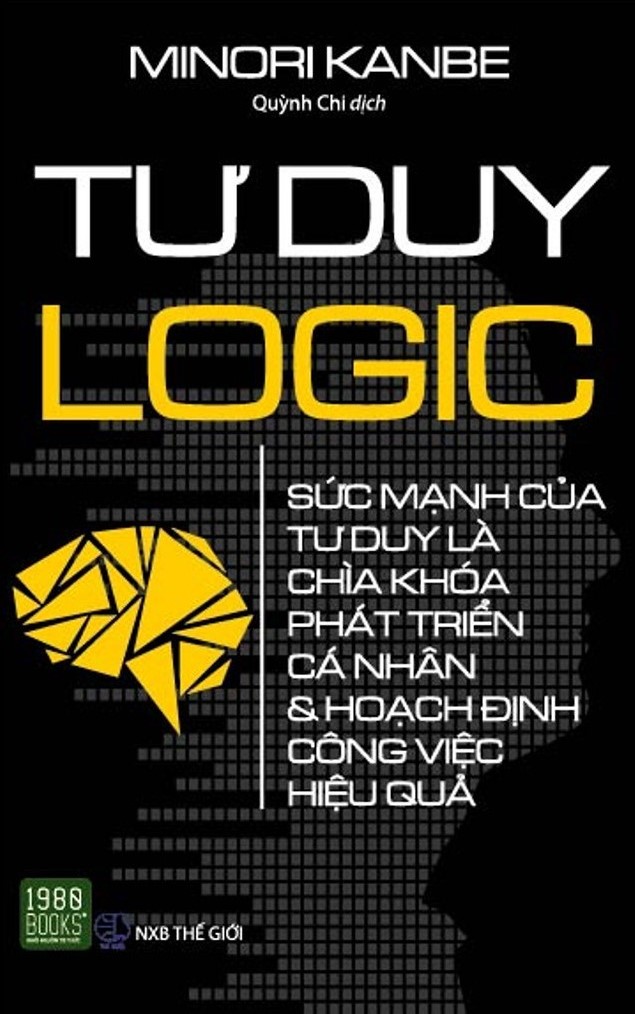 MINORI KANBE
Quỳnh Chi dịch
TƯ DUY
LOGIC
SỨC MẠNH CỦA
TƯ DUY LÀ
CHÌA KHÓA
PHÁT TRIỂN
CÁ NHÂN
& HOẠCH ĐỊNH
CÔNG VIỆC
HIỆU QUẢ
1980
BOOKS
NXB THẾ GIỚI